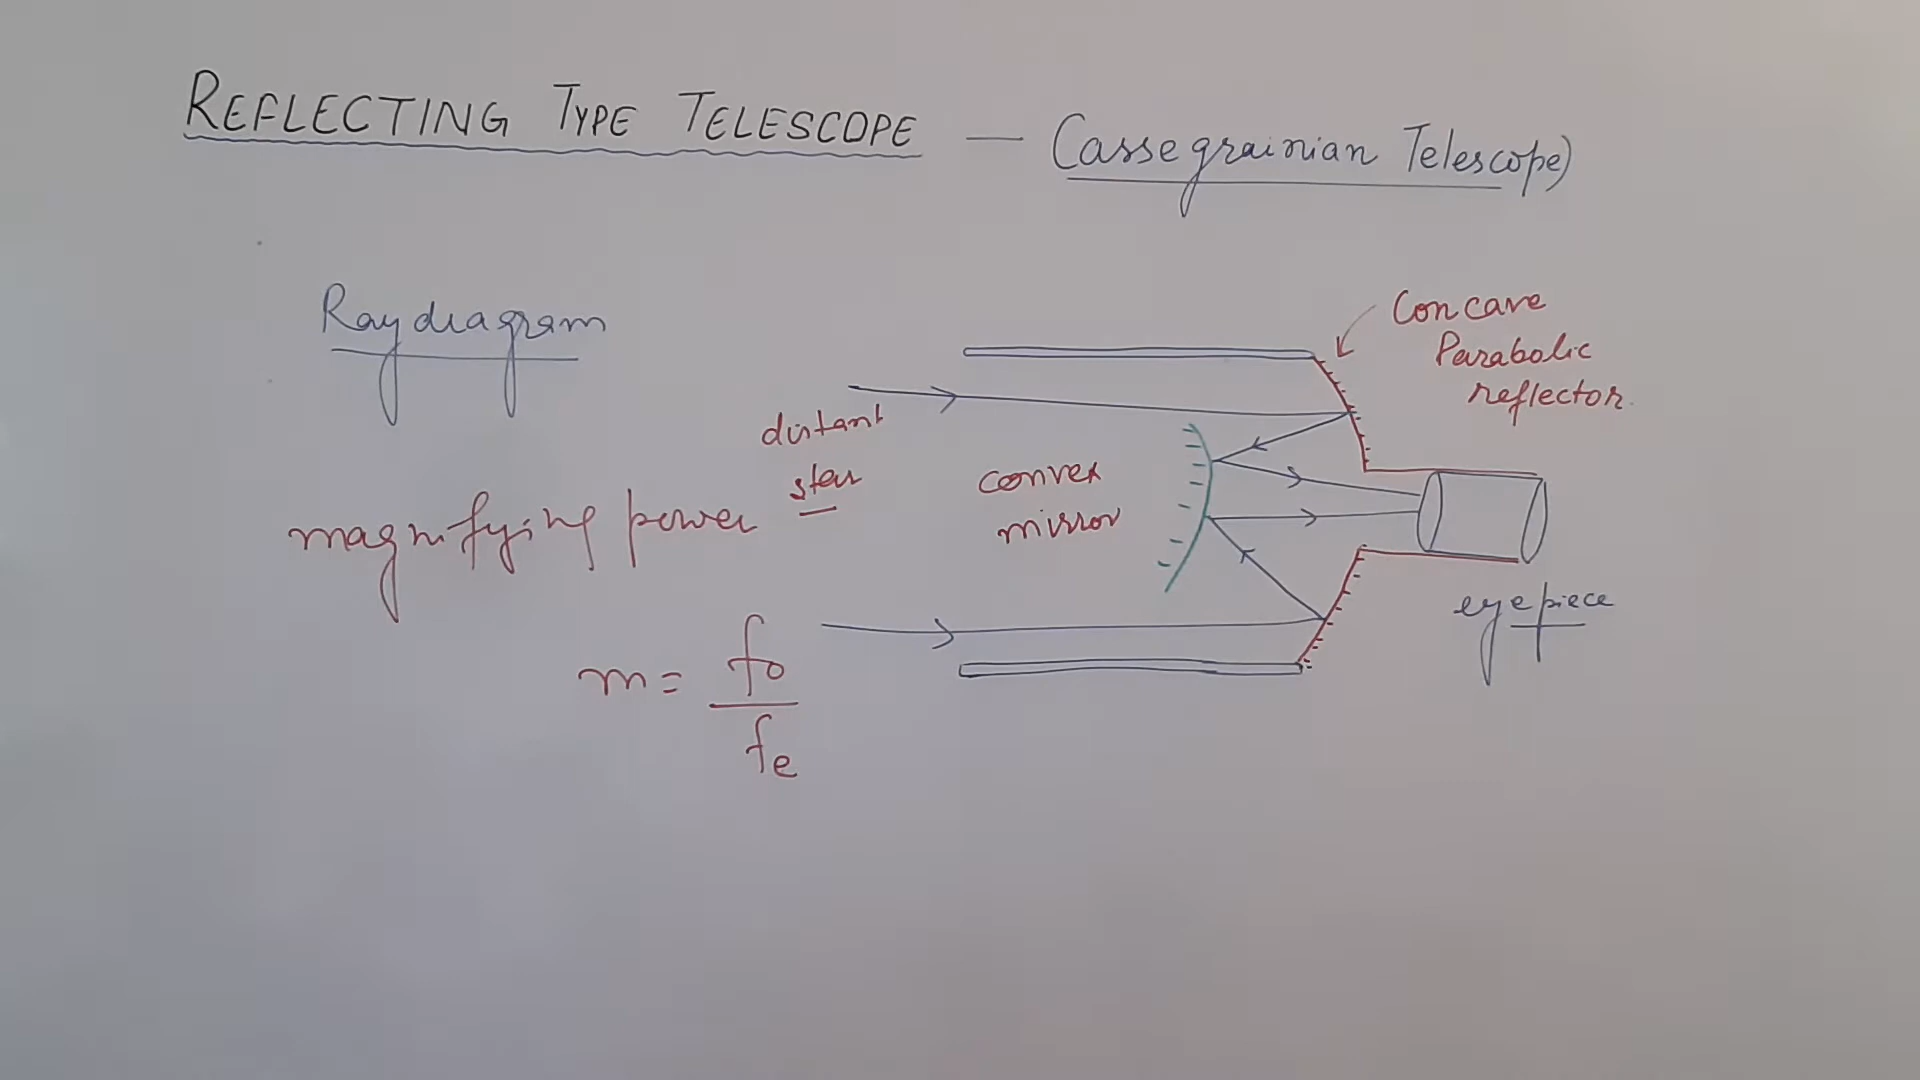 REFLECTING TYPE TELESCOPE — (Cassegrainian Telescope)
Ray diagram
Concave
Parabolic
reflector.
distant
star
convex
mirror
magnifying power
eyepiece
m = fo
fe